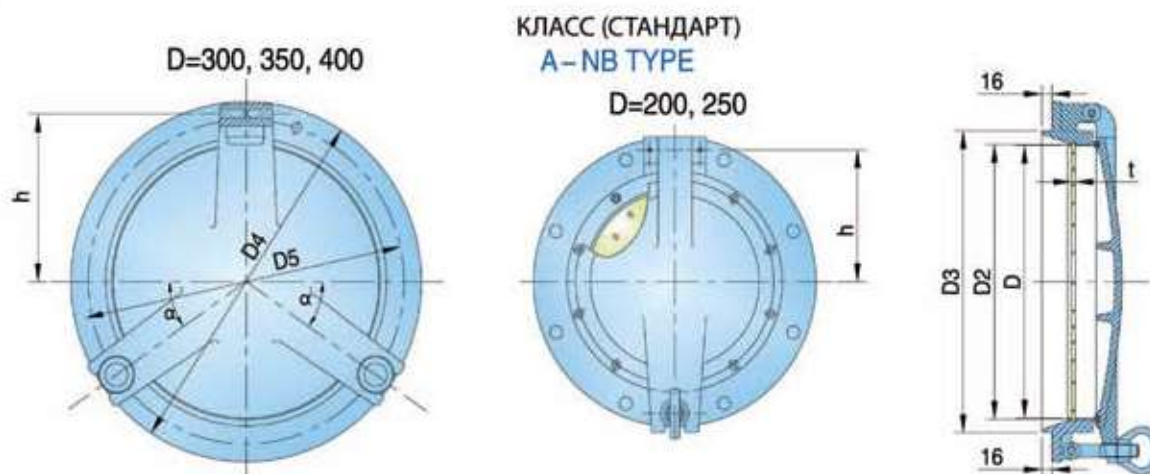 КЛАСС (СТАНДАРТ)
A–NB TYPE
D=300, 350, 400
D=200, 250
h
D4
D5
α
α
h
16
t
D3
D2
D
16